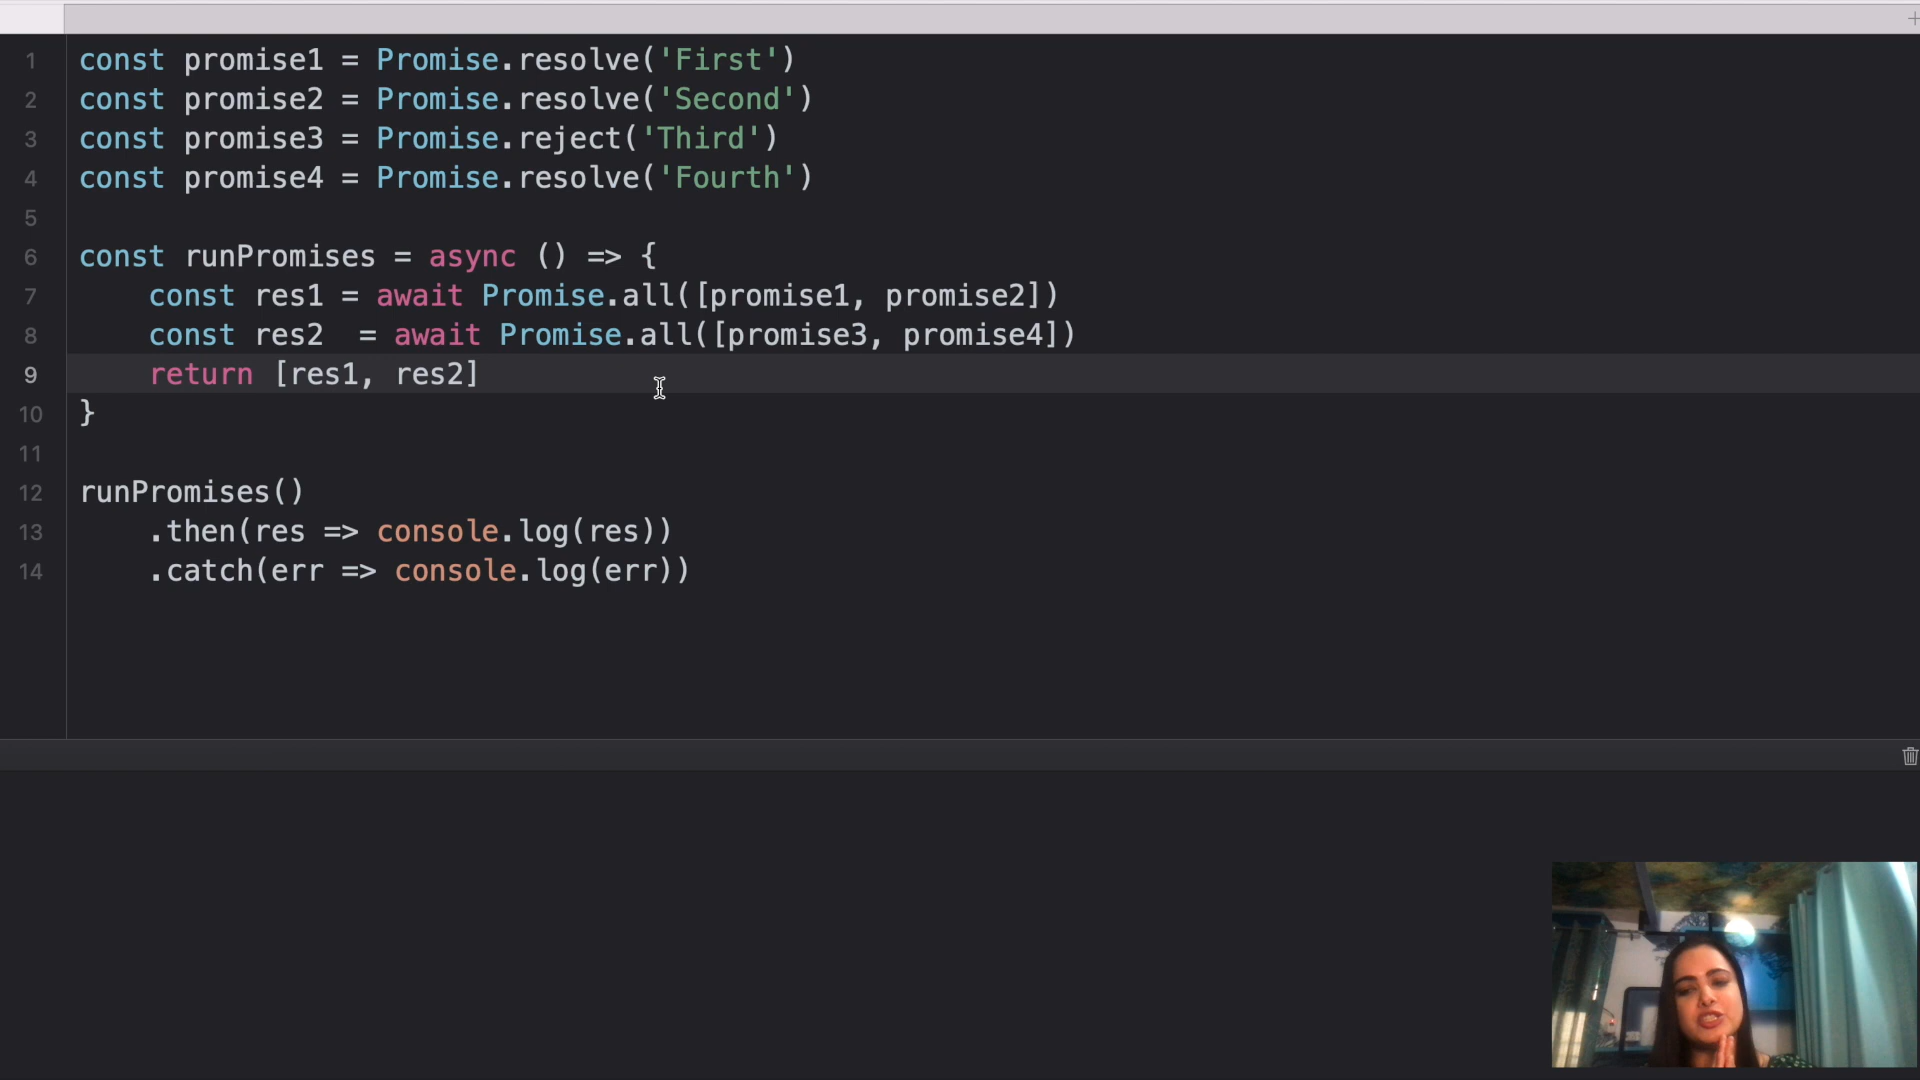 1 const promise1 = Promise.resolve('First')
2 const promise2 = Promise.resolve('Second')
3 const promise3 = Promise.reject('Third')
4 const promise4 = Promise.resolve('Fourth')
5
6 const runPromises = async () => {
7     const res1 = await Promise.all([promise1, promise2])
8     const res2  = await Promise.all([promise3, promise4])
9     return [res1, res2]
10 }
11
12 runPromises()
13     .then(res => console.log(res))
14     .catch(err => console.log(err))